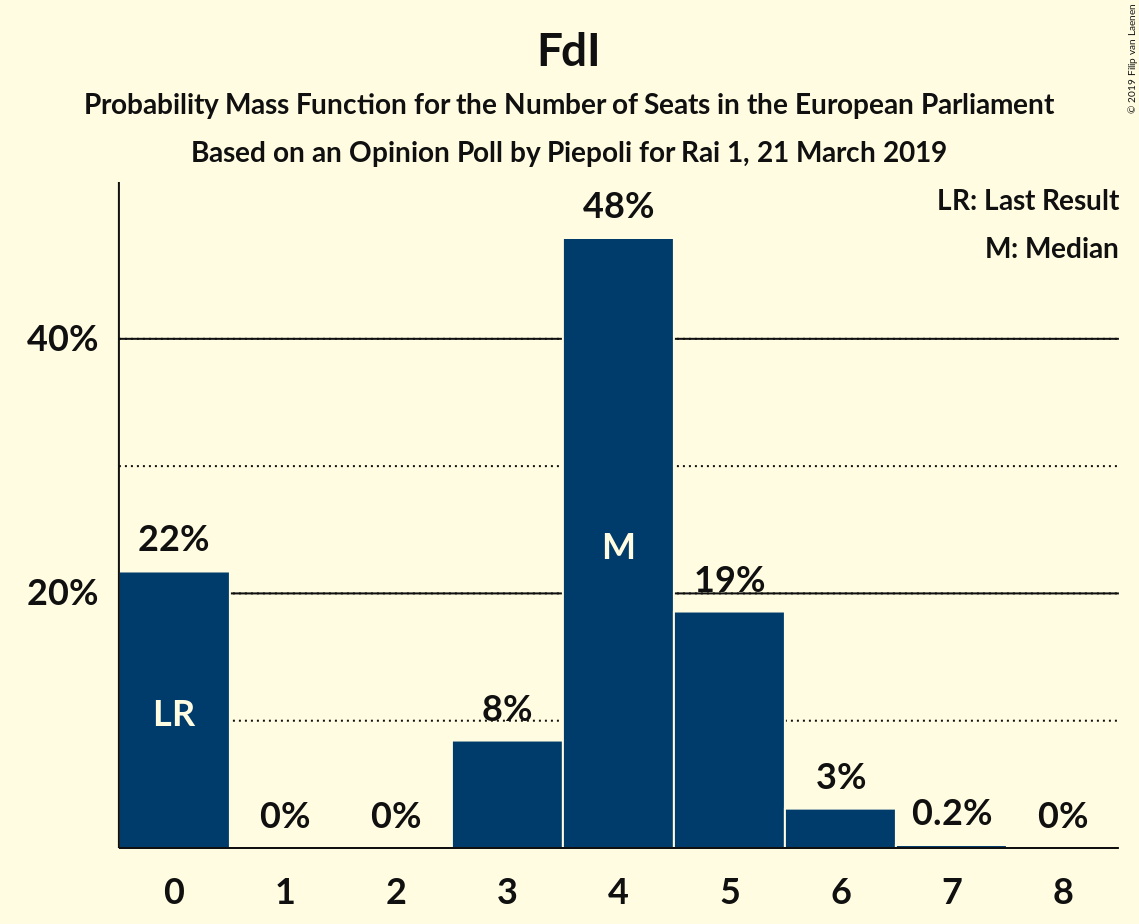 FdI
Probability Mass Function for the Number of Seats in the European Parliament
Based on an Opinion Poll by Piepoli for Rai 1, 21 March 2019
© 2019 Filip van Laenen
LR: Last Result
M: Median
48%
40%
22%
M
19%
20%
LR
8%
3%
0.2%
0%
0%
0%
0 1 2 3 4 5 6 7 8